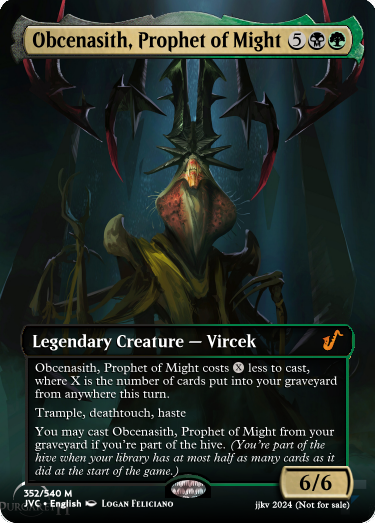 Obcenasith, Prophet of Might 5
Legendary Creature — Vircek
Obcenasith, Prophet of Might costs X less to cast,
where X is the number of cards put into your graveyard
from anywhere this turn.
Trample, deathtouch, haste
You may cast Obcenasith, Prophet of Might from your
graveyard if you're part of the hive. (You're part of the
hive when your library has at most half as many cards as it
did at the start of the game.)
6/6
352/540 M
JVC • English Logan Feliciano
jjkv 2024 (Not for sale)